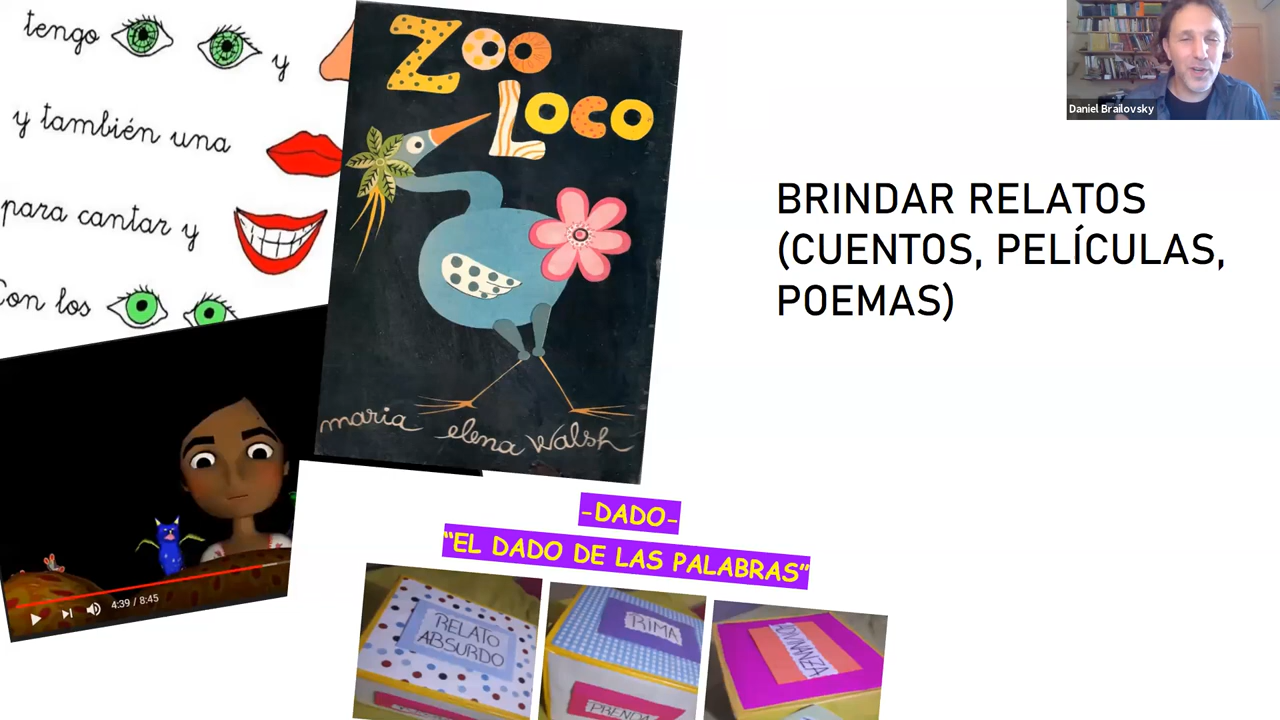 tengo y
y también una
para cantar y
Con los
ZOO
LOCO
maria elena walsh
4:39 / 8:45
Daniel Brailovsky
BRINDAR RELATOS
(CUENTOS, PELÍCULAS,
POEMAS)
-DADO-
"EL DADO DE LAS PALABRAS"
RELATO
ABSURDO
RIMA
PRENDA
ADIVINANZA